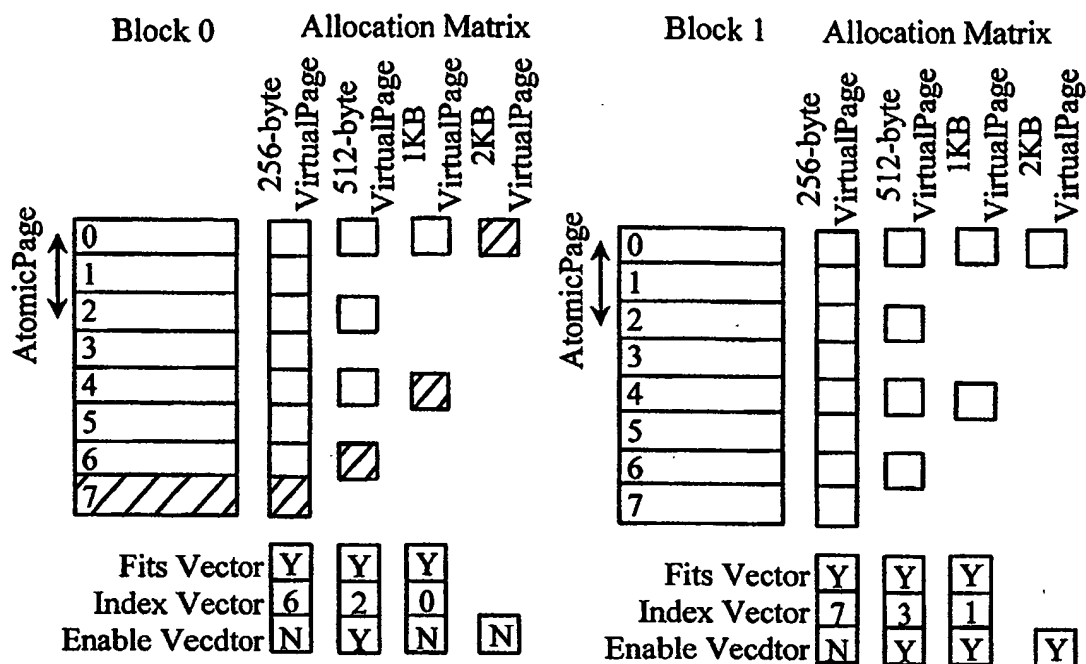 Block 0
Allocation Matrix
256-byte
VirtualPage
512-byte
VirtualPage
1KB
VirtualPage
2KB
VirtualPage
AtomicPage
0
1
2
3
4
5
6
7
Fits Vector Y Y Y
Index Vector 6 2 0
Enable Vecdtor N Y N N
Block 1
Allocation Matrix
256-byte
VirtualPage
512-byte
VirtualPage
1KB
VirtualPage
2KB
VirtualPage
AtomicPage
0
1
2
3
4
5
6
7
Fits Vector Y Y Y
Index Vector 7 3 1
Enable Vecdtor N Y Y Y